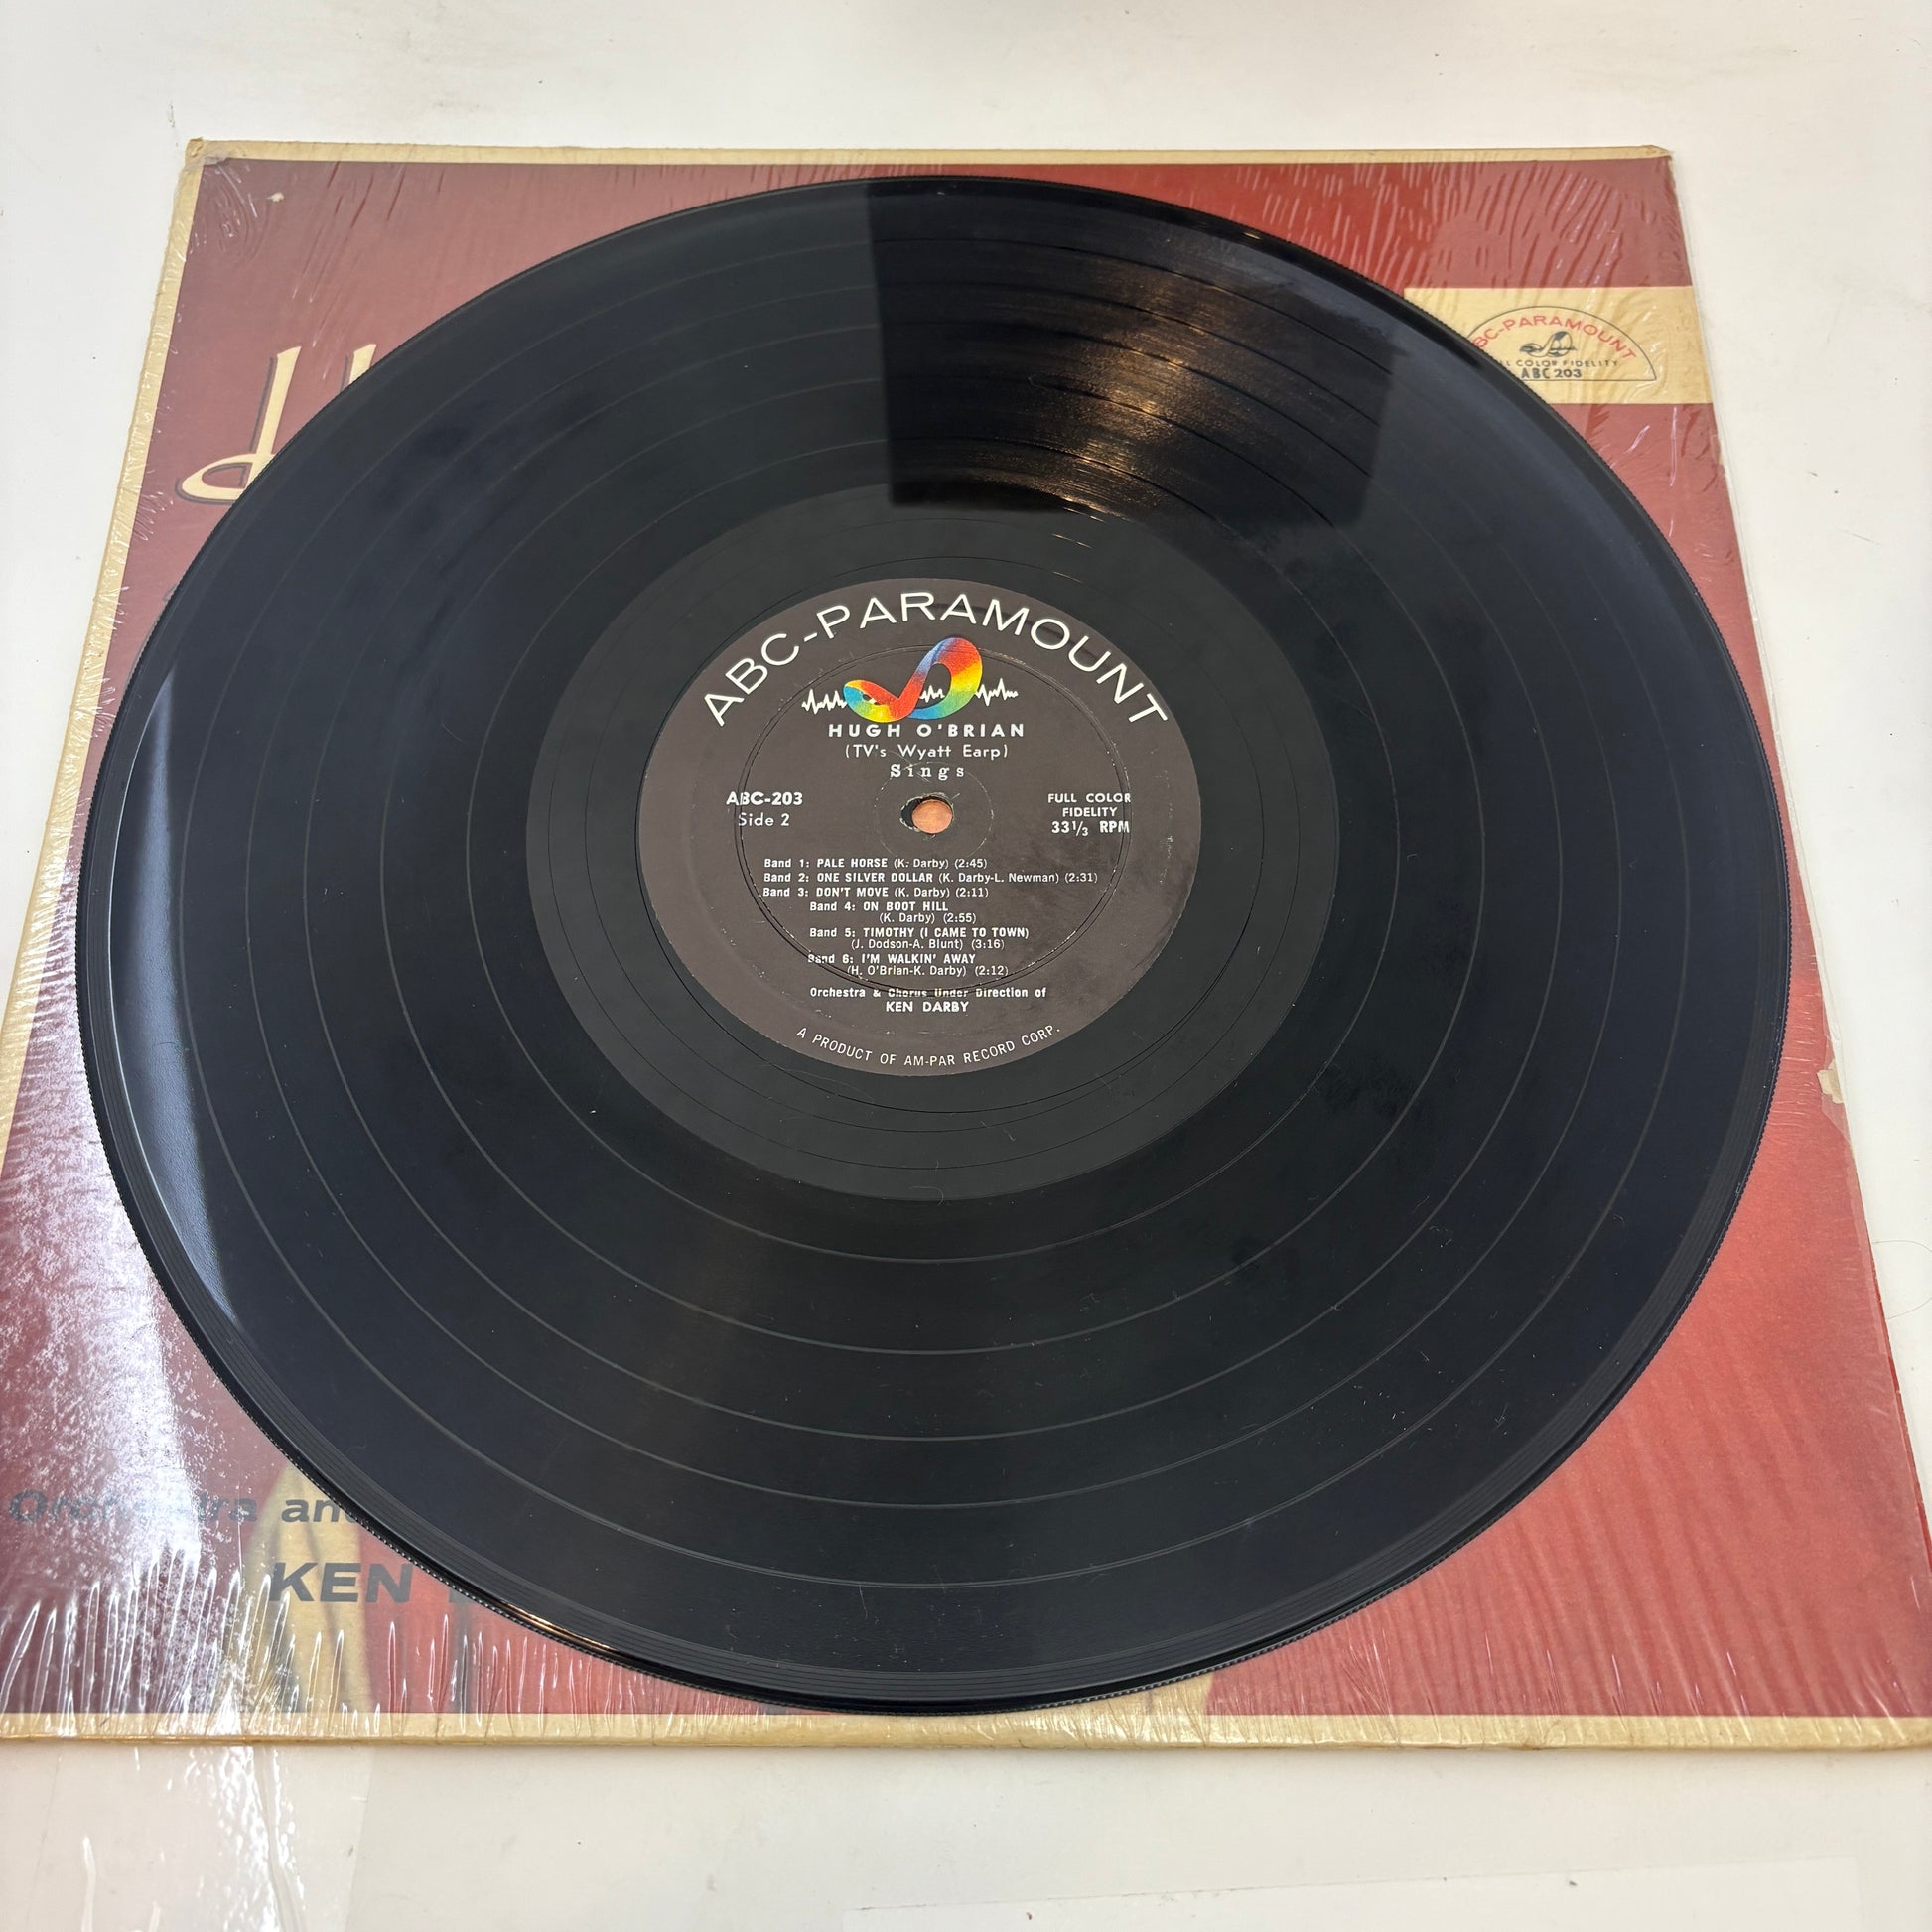 ABC-PARAMOUNT
COLOR FIDELITY
ABC 203
ABC-PARAMOUNT
HUGH O'BRIAN
(TV's Wyatt Earp)
Sings
ABC-203
Side 2
FULL COLOR
FIDELITY
33 1/3 RPM
Band 1: PALE HORSE (K. Darby) (2:45)
Band 2: ONE SILVER DOLLAR (K. Darby-L. Newman) (2:31)
Band 3: DON'T MOVE (K. Darby) (2:11)
Band 4: ON BOOT HILL
(K. Darby) (2:55)
Band 5: TIMOTHY (I CAME TO TOWN)
(J. Dodson-A. Blunt) (3:16)
Band 6: I'M WALKIN' AWAY
(H. O'Brian-K. Darby) (2:12)
Orchestra & Chorus Under Direction of
KEN DARBY
A PRODUCT OF AM-PAR RECORD CORP.
Orchestra and
KEN